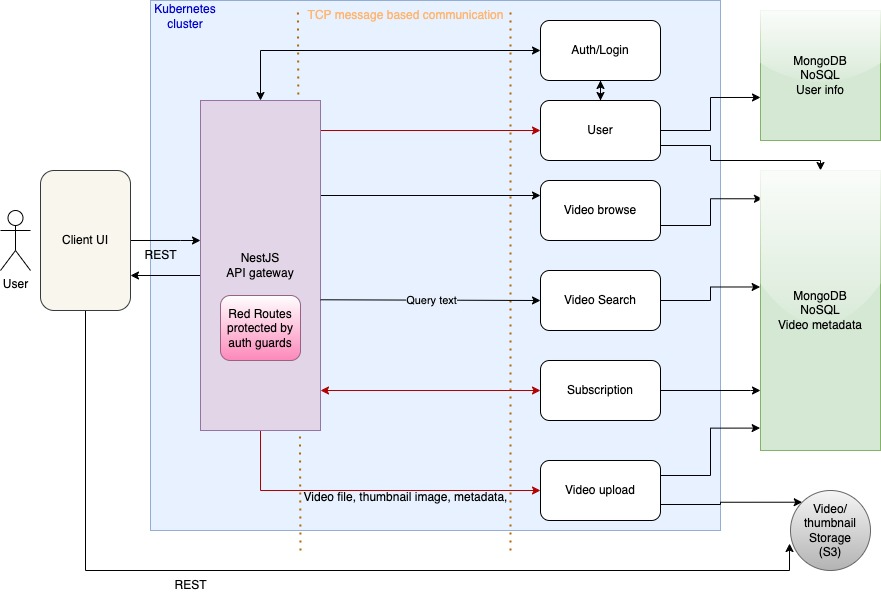 Kubernetes
cluster
TCP message based communication
Auth/Login
MongoDB
NoSQL
User info
User
Video browse
Client UI
REST
NestJS
API gateway
User
Query text
Video Search
MongoDB
NoSQL
Video metadata
Red Routes
protected by
auth guards
Subscription
Video file, thumbnail image, metadata,
Video upload
Video/
thumbnail
Storage
(S3)
REST